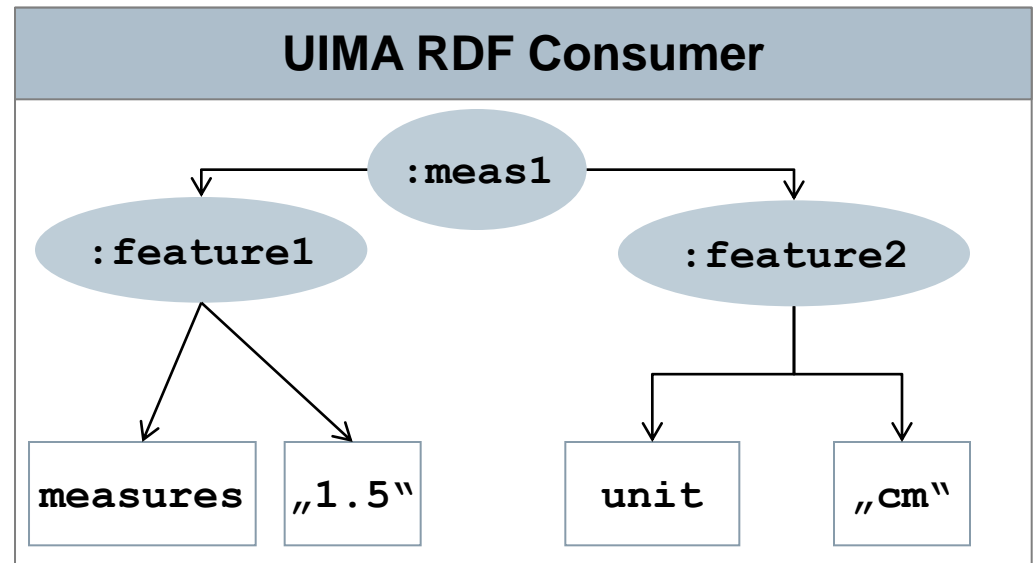 UIMA RDF Consumer
:meas1
:feature1
:feature2
measures
„1.5“
unit
„cm“